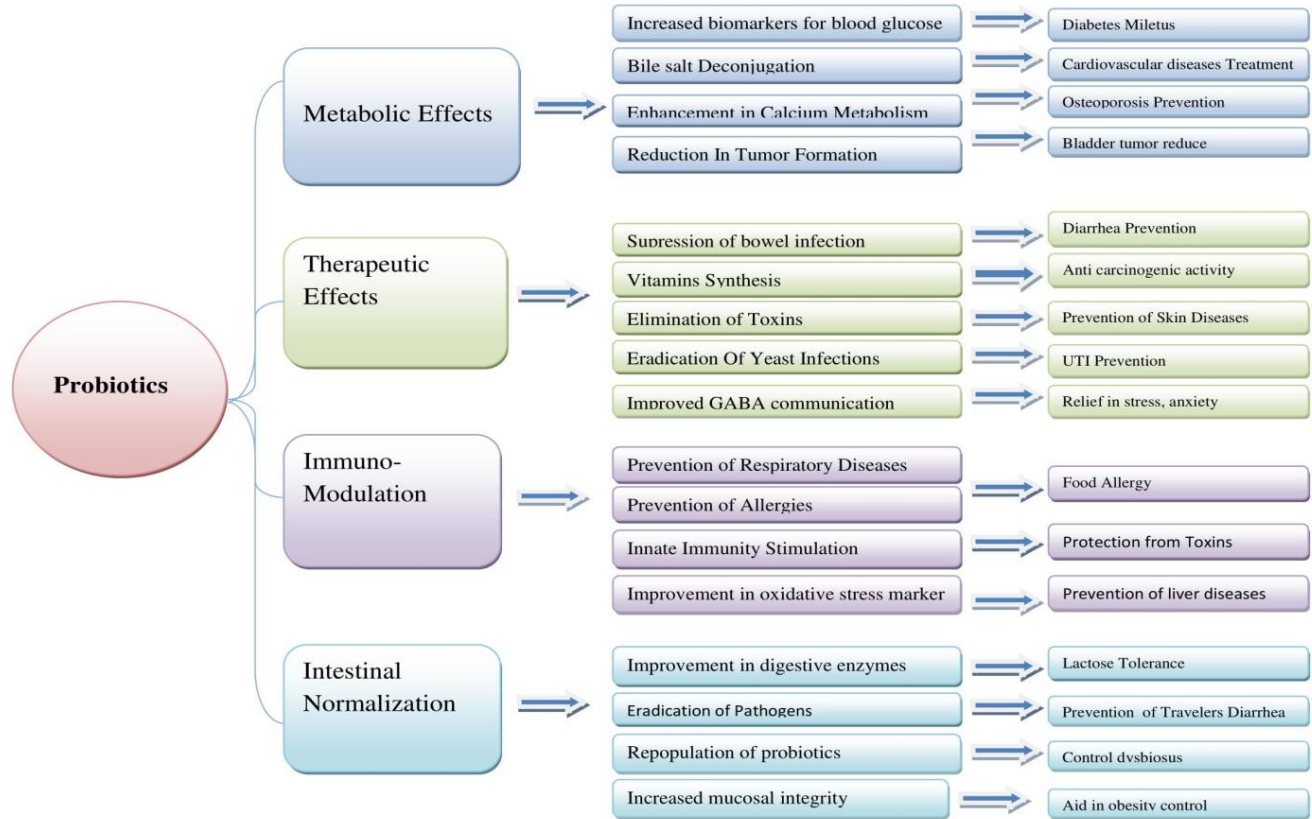 Probiotics
Metabolic Effects
Increased biomarkers for blood glucose
Diabetes Miletus
Bile salt Deconjugation
Cardiovascular diseases Treatment
Enhancement in Calcium Metabolism
Osteoporosis Prevention
Reduction In Tumor Formation
Bladder tumor reduce
Therapeutic
Effects
Supression of bowel infection
Diarrhea Prevention
Vitamins Synthesis
Anti carcinogenic activity
Elimination of Toxins
Prevention of Skin Diseases
Eradication Of Yeast Infections
UTI Prevention
Improved GABA communication
Relief in stress, anxiety
Immuno-
Modulation
Prevention of Respiratory Diseases
Prevention of Allergies
Food Allergy
Innate Immunity Stimulation
Protection from Toxins
Improvement in oxidative stress marker
Prevention of liver diseases
Intestinal
Normalization
Improvement in digestive enzymes
Lactose Tolerance
Eradication of Pathogens
Prevention of Travelers Diarrhea
Repopulation of probiotics
Control dysbiosus
Increased mucosal integrity
Aid in obesity control